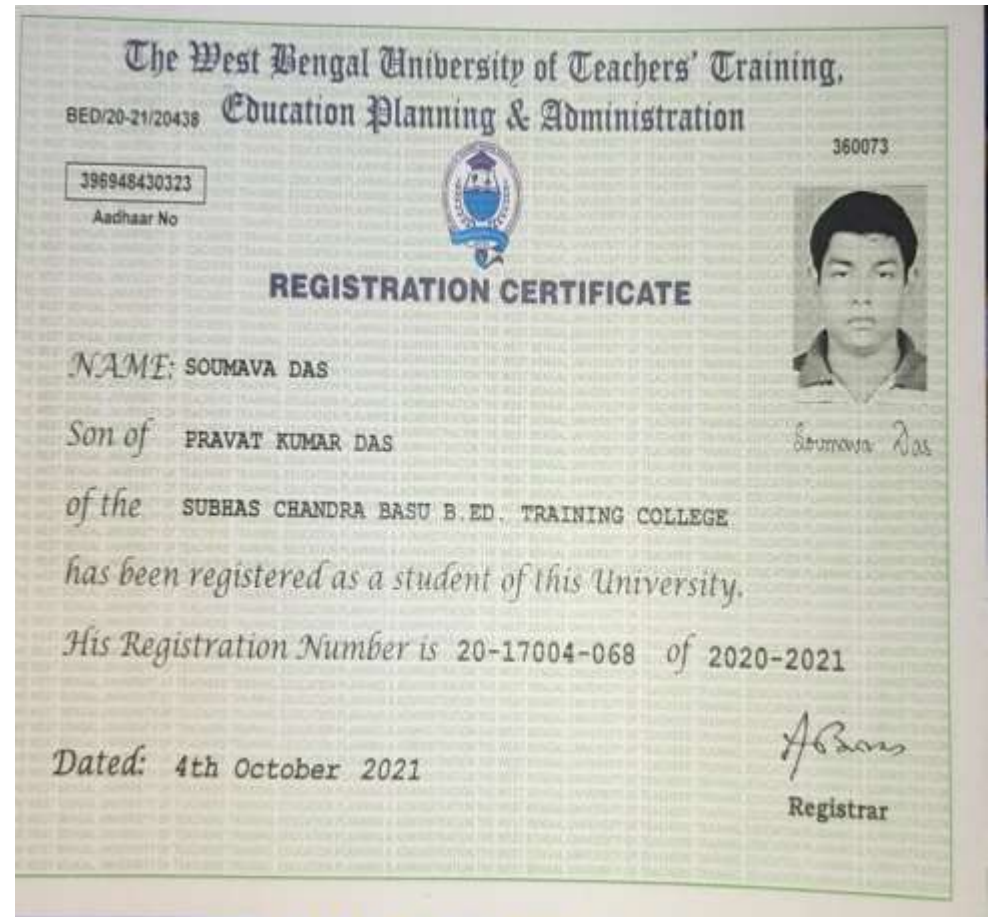 The West Bengal University of Teachers' Training,
Education Planning & Administration
BED/20-21/20438
360073
396948430323
Aadhaar No
REGISTRATION CERTIFICATE
NAME: SOUMAVA DAS
Son of PRAVAT KUMAR DAS
Soumava Das
of the SUBHAS CHANDRA BASU B.ED. TRAINING COLLEGE
has been registered as a student of this University.
His Registration Number is 20-17004-068 of 2020-2021
Dated: 4th October 2021
Registrar